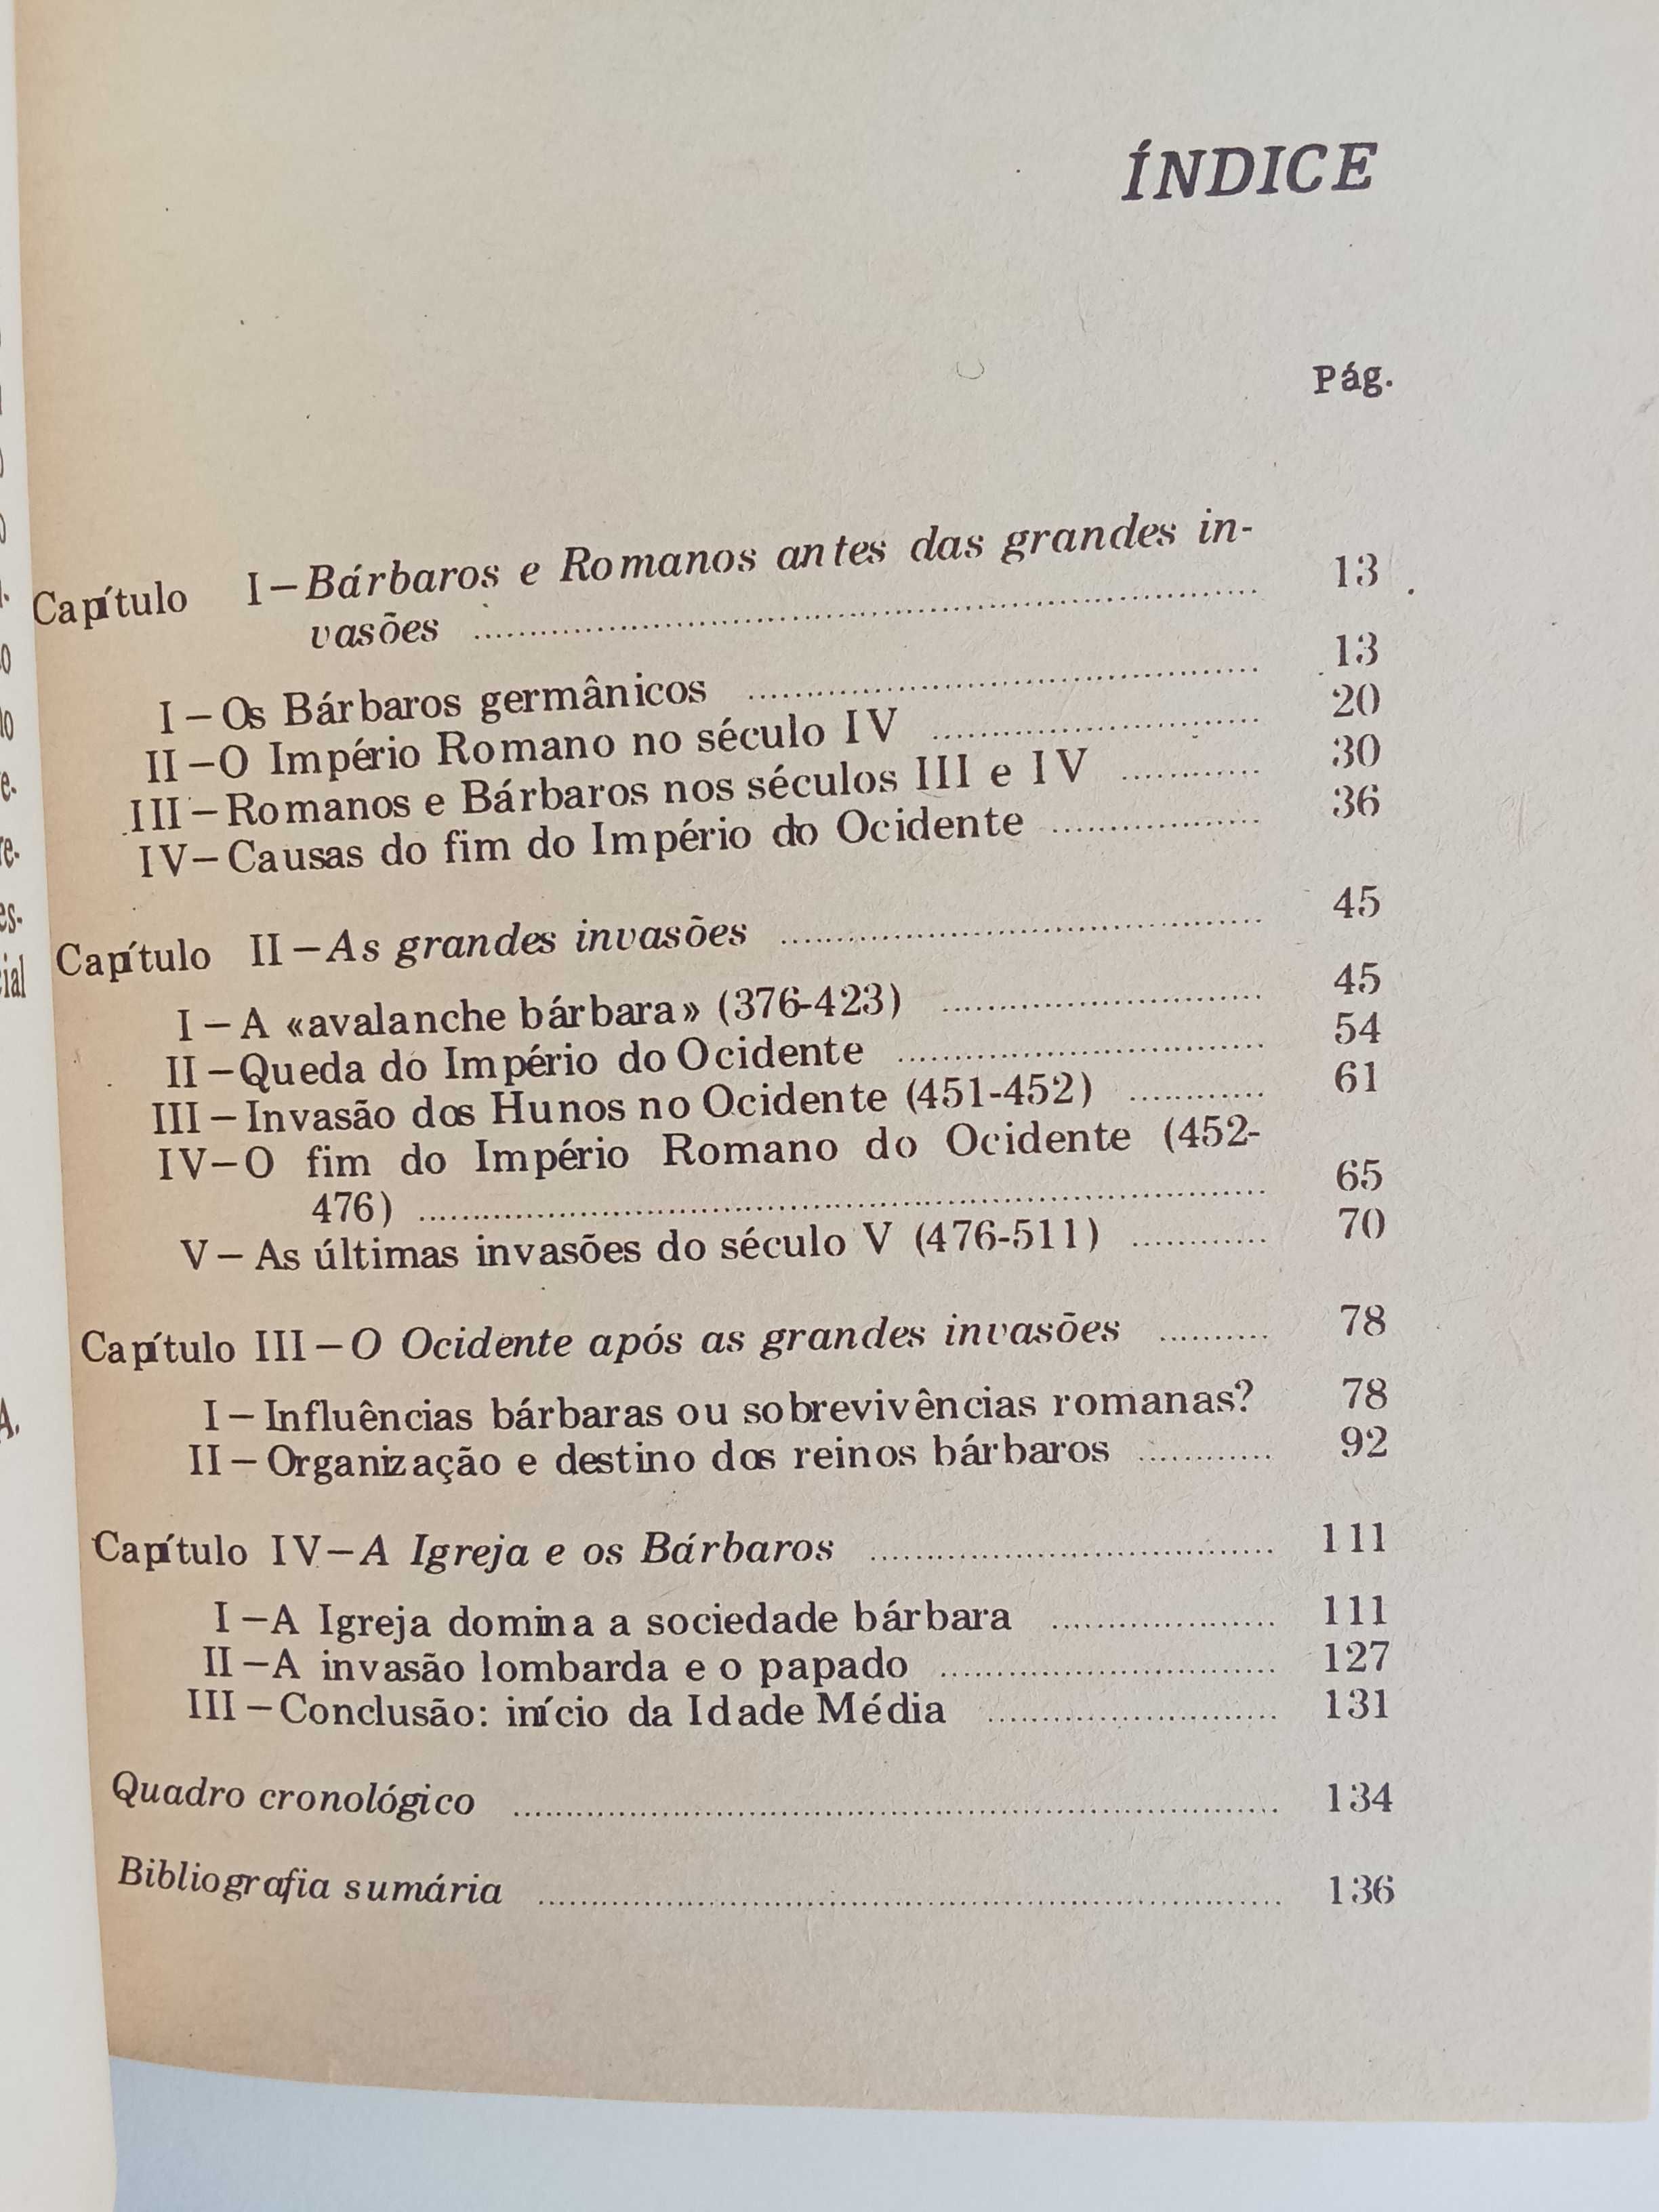 ÍNDICE
Pág.
Capítulo I — Bárbaros e Romanos antes das grandes in-
vasões ........................ 13
I — Os Bárbaros germânicos ........................ 13
II — O Império Romano no século IV ........................ 20
III — Romanos e Bárbaros nos séculos III e IV ............ 30
IV — Causas do fim do Império do Ocidente .................. 36
Capítulo II — As grandes invasões ........................ 45
I — A «avalanche bárbara» (376-423) ........................ 45
II — Queda do Império do Ocidente ........................ 54
III — Invasão dos Hunos no Ocidente (451-452) ............ 61
IV — O fim do Império Romano do Ocidente (452-
476) ........................ 65
V — As últimas invasões do século V (476-511) ............ 70
Capítulo III — O Ocidente após as grandes invasões .......... 78
I — Influências bárbaras ou sobrevivências romanas? 78
II — Organização e destino dos reinos bárbaros ............ 92
Capítulo IV — A Igreja e os Bárbaros ........................ 111
I — A Igreja domina a sociedade bárbara .................... 111
II — A invasão lombarda e o papado ........................ 127
III — Conclusão: início da Idade Média ........................ 131
Quadro cronológico ........................ 134
Bibliografia sumária ........................ 136